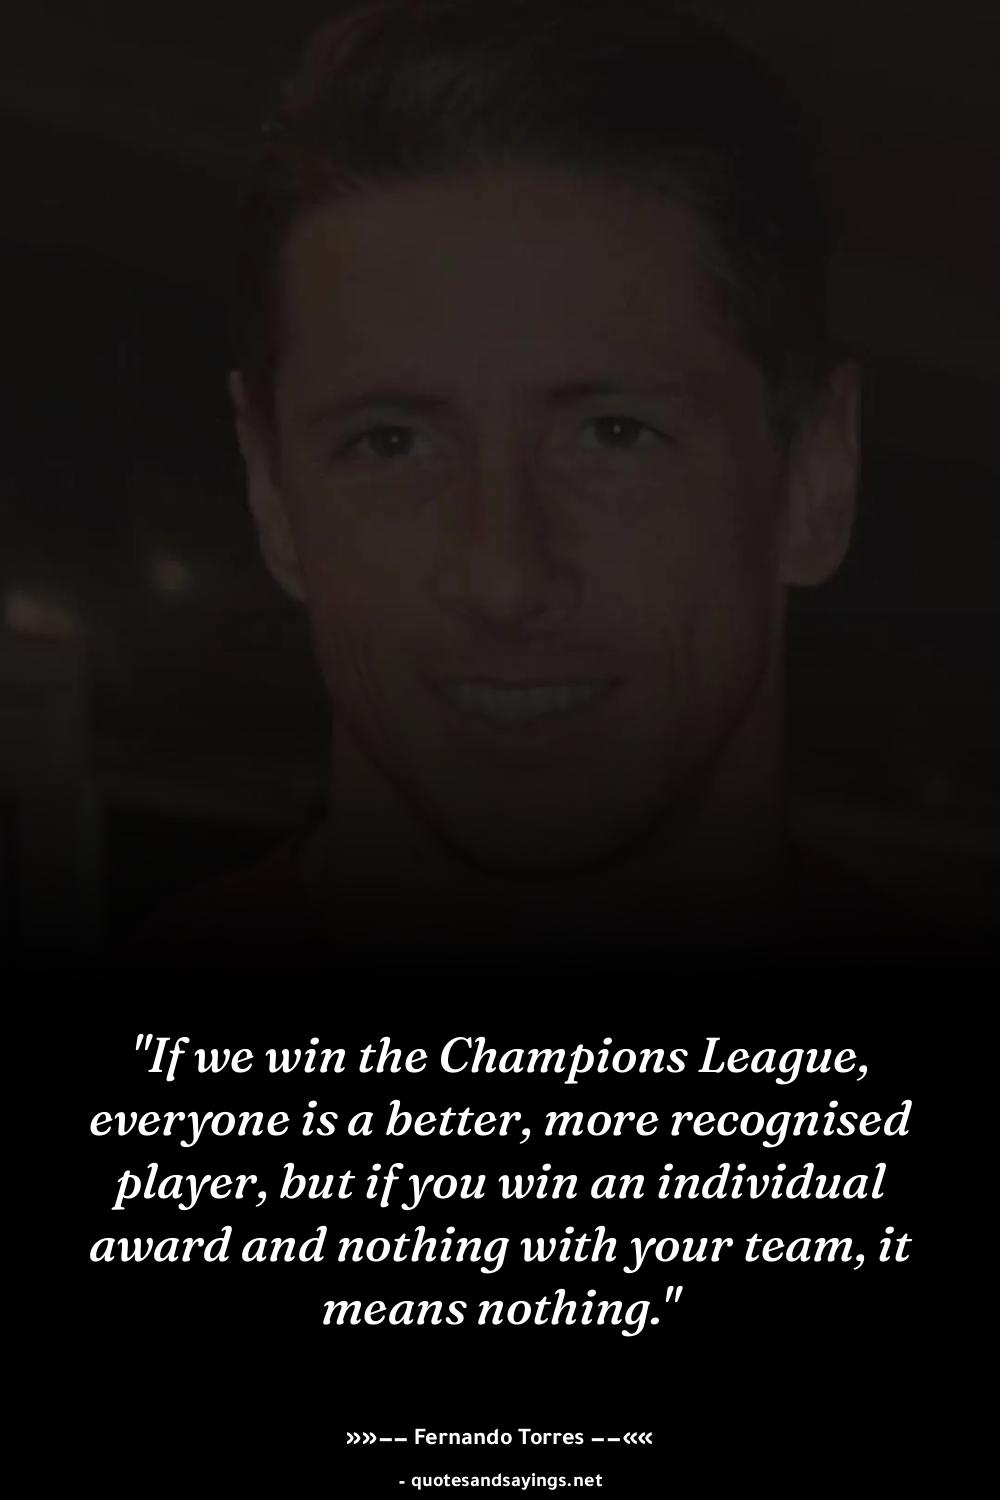 "If we win the Champions League,
everyone is a better, more recognised
player, but if you win an individual
award and nothing with your team, it
means nothing."
»»–– Fernando Torres ––««
- quotesandsayings.net